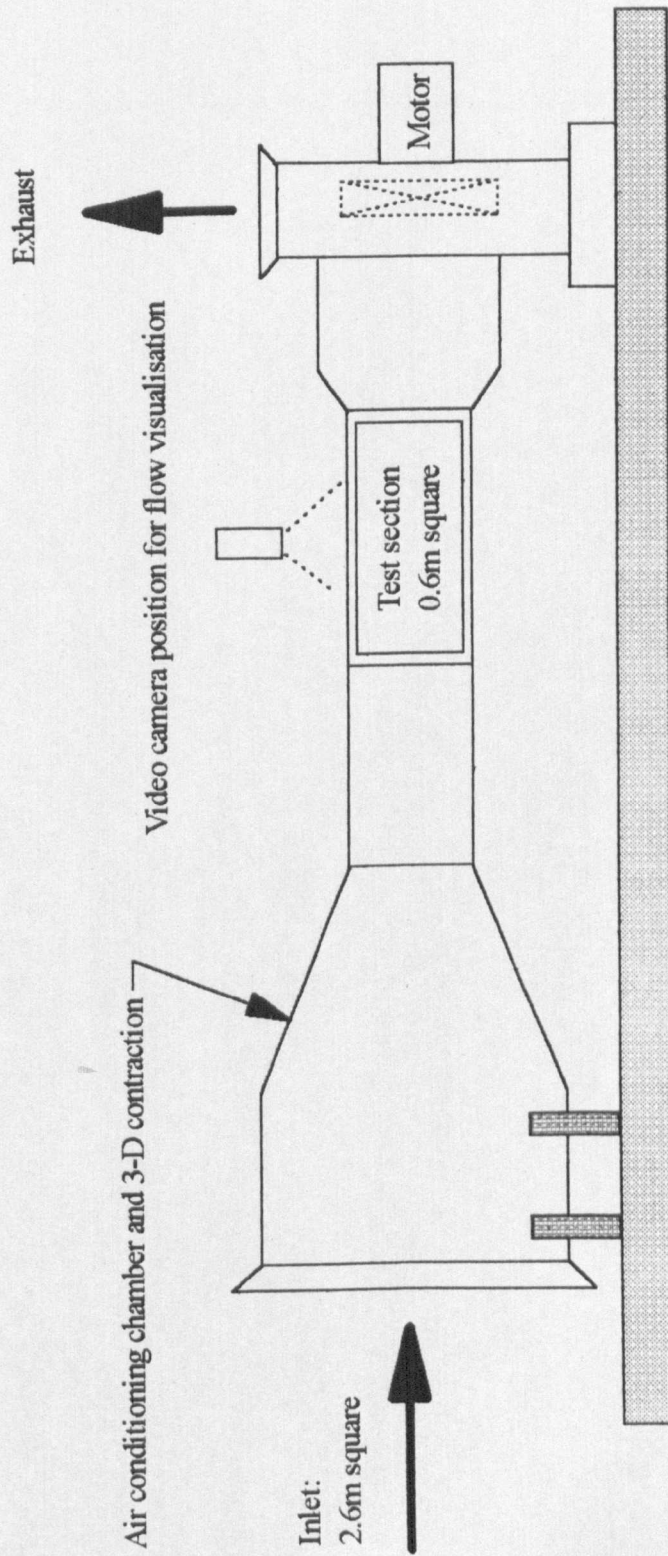 Exhaust
Video camera position for flow visualisation
Air conditioning chamber and 3-D contraction
Motor
Test section
0.6m square
Inlet:
2.6m square